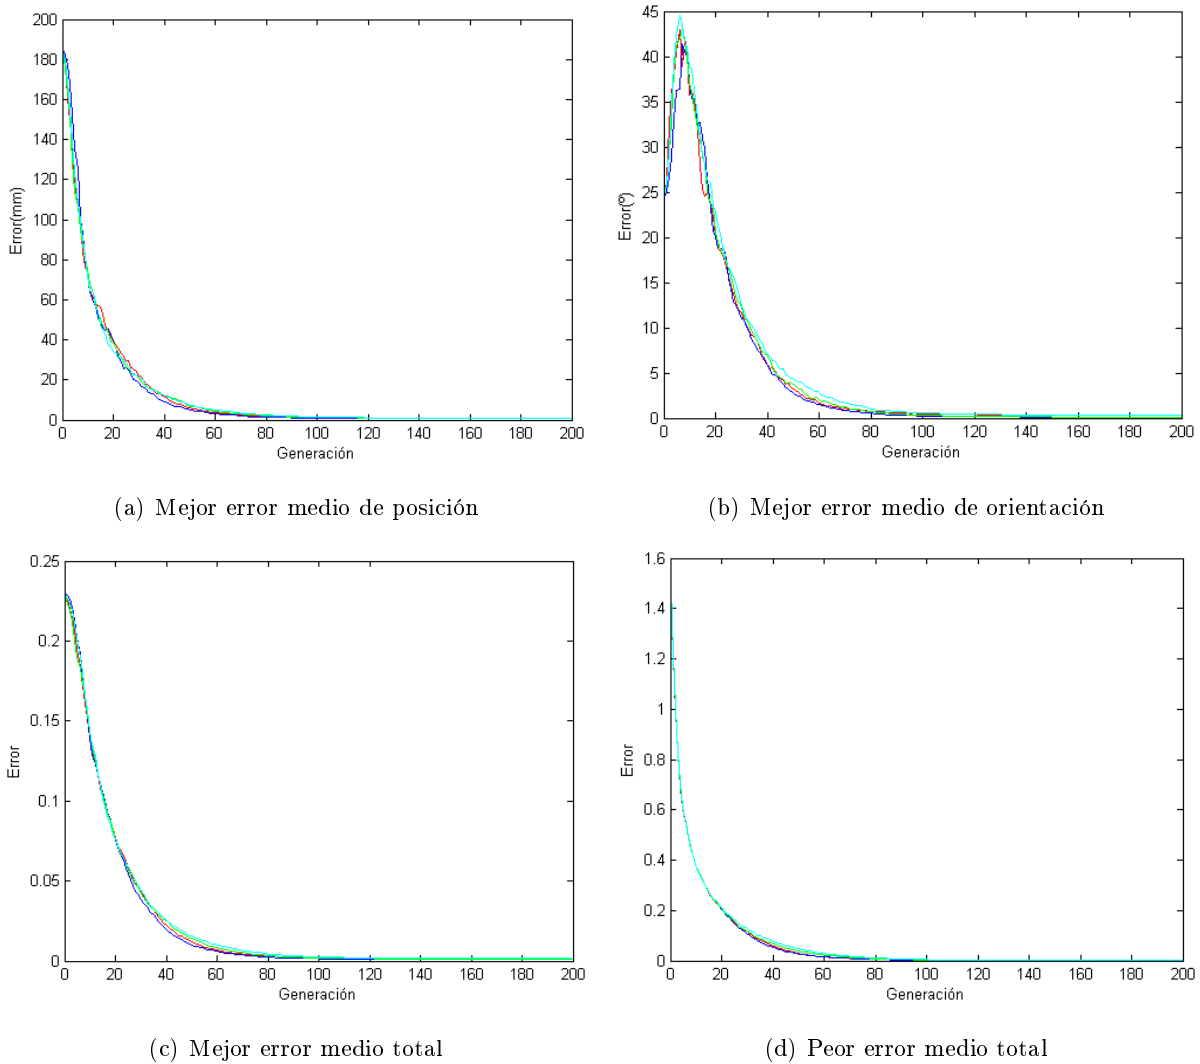 200
180
160
140
120
100
80
60
40
20
0
Error(mm)
0 20 40 60 80 100 120 140 160 180 200
Generación
(a) Mejor error medio de posición
45
40
35
30
25
20
15
10
5
0
Error(º)
0 20 40 60 80 100 120 140 160 180 200
Generación
(b) Mejor error medio de orientación
0.25
0.2
0.15
0.1
0.05
0
Error
0 20 40 60 80 100 120 140 160 180 200
Generación
(c) Mejor error medio total
1.6
1.4
1.2
1
0.8
0.6
0.4
0.2
0
Error
0 20 40 60 80 100 120 140 160 180 200
Generación
(d) Peor error medio total